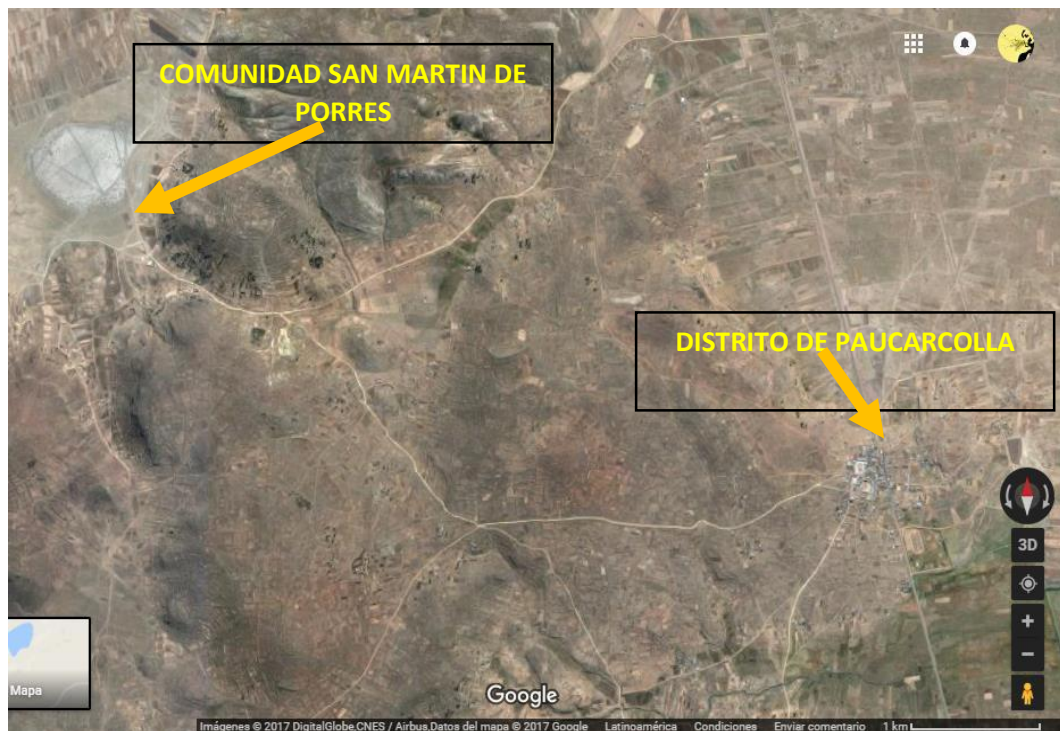 COMUNIDAD SAN MARTIN DE
PORRES
DISTRITO DE PAUCARCOLLA
3D
+
−
Mapa
Google
Imágenes © 2017 DigitalGlobe,CNES / Airbus,Datos del mapa © 2017 Google Latinoamérica Condiciones Enviar comentario 1 km